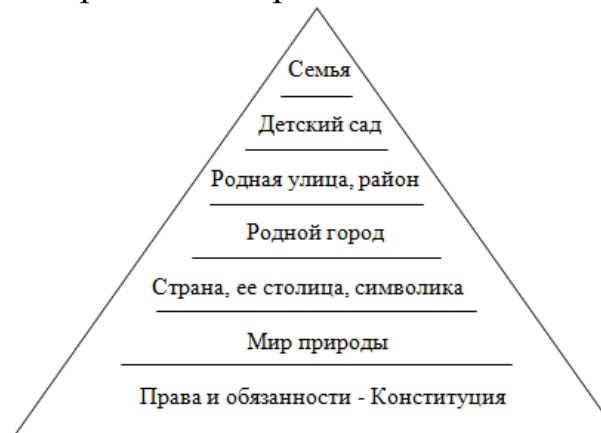 Семья
Детский сад
Родная улица, район
Родной город
Страна, ее столица, символика
Мир природы
Права и обязанности - Конституция